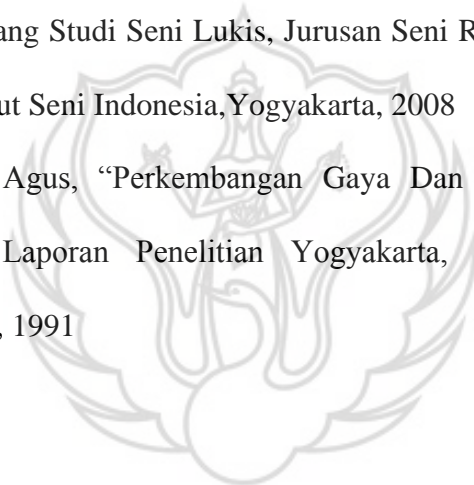 ang Studi Seni Lukis, Jurusan Seni R
ut Seni Indonesia,Yogyakarta, 2008
Agus, “Perkembangan Gaya Dan
Laporan Penelitian Yogyakarta,
, 1991